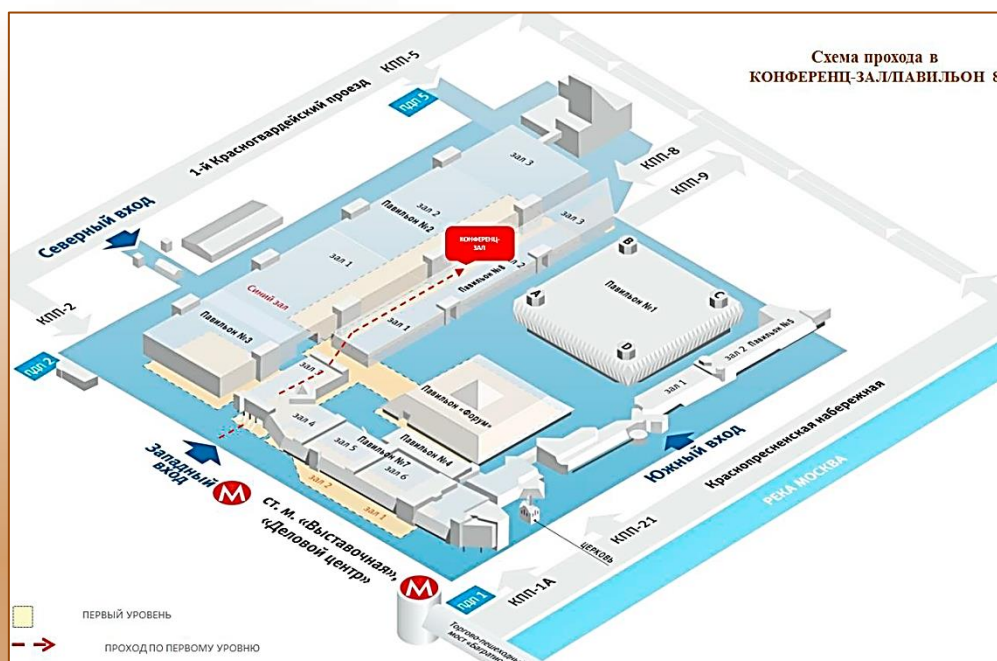 Схема прохода в
КОНФЕРЕНЦ-ЗАЛ/ПАВИЛЬОН 8
КПП-5
ПДП 5
1-й Красногвардейский проезд
Северный вход
КПП-2
ПДП 2
КПП-8
КПП-9
зал 3
зал 2
Павильон №2
зал 1
Синий зал
Павильон №3
КОНФЕРЕНЦ-
ЗАЛ
зал 3
Павильон №8
зал 1
B
A
Павильон №1
C
D
зал 2
Павильон №5
зал 1
зал 3
зал 4
зал 5
Павильон №7
зал 6
Павильон №4
Павильон «Форум»
зал 2
зал 1
Западный
вход
М
ст. м. «Выставочная»,
«Деловой центр»
М
Южный вход
Краснопресненская набережная
РЕКА МОСКВА
КПП-21
ЦЕРКОВЬ
КПП-1А
ПДП 1
Торгово-пешеходный
ПЕРВЫЙ УРОВЕНЬ
ПРОХОД ПО ПЕРВОМУ УРОВНЮ